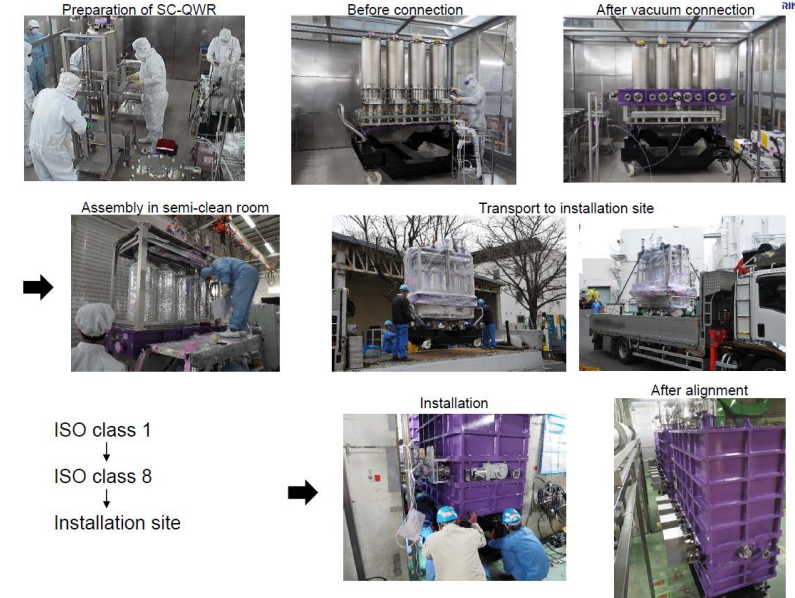 Preparation of SC-QWR
Before connection
After vacuum connection
Assembly in semi-clean room
Transport to installation site
Installation
After alignment
ISO class 1
ISO class 8
Installation site